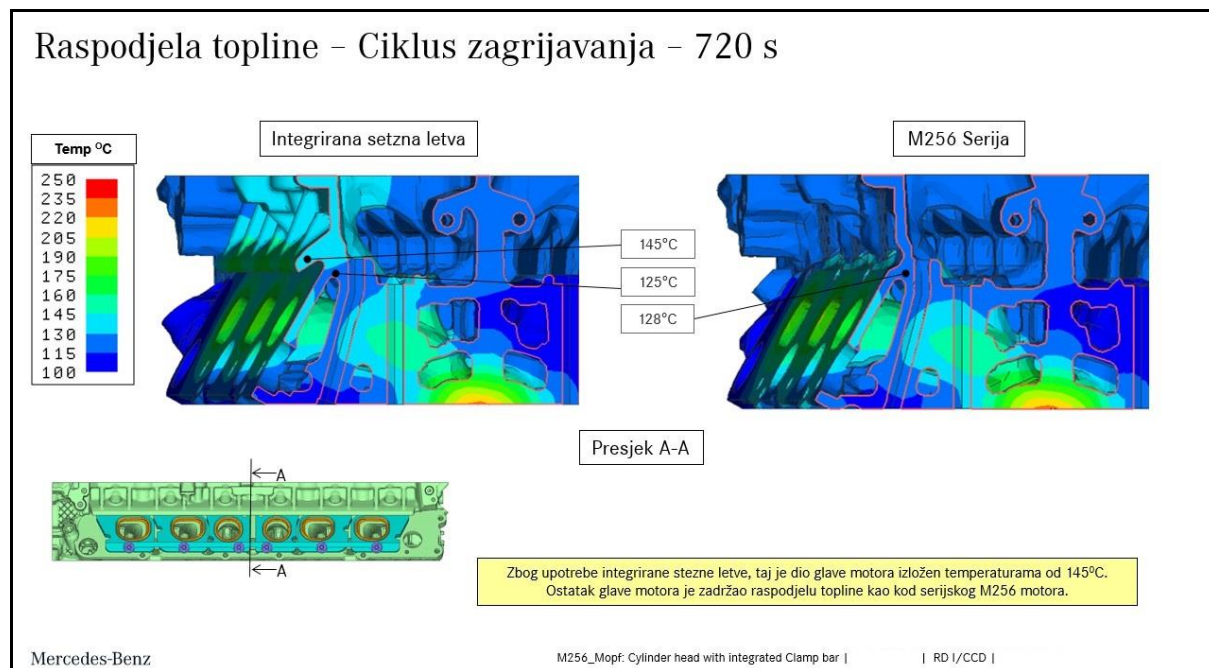 Raspodjela topline – Ciklus zagrijavanja – 720 s
Integrirana setzna letva
M256 Serija
Temp ⁰C
250
235
220
205
190
175
160
145
130
115
100
145°C
125°C
128°C
Presjek A-A
A
A
Zbog upotrebe integrirane stezne letve, taj je dio glave motora izložen temperaturama od 145⁰C.
Ostatak glave motora je zadržao raspodjelu topline kao kod serijskog M256 motora.
Mercedes-Benz
M256_Mopf: Cylinder head with integrated Clamp bar | | RD I/CCD |